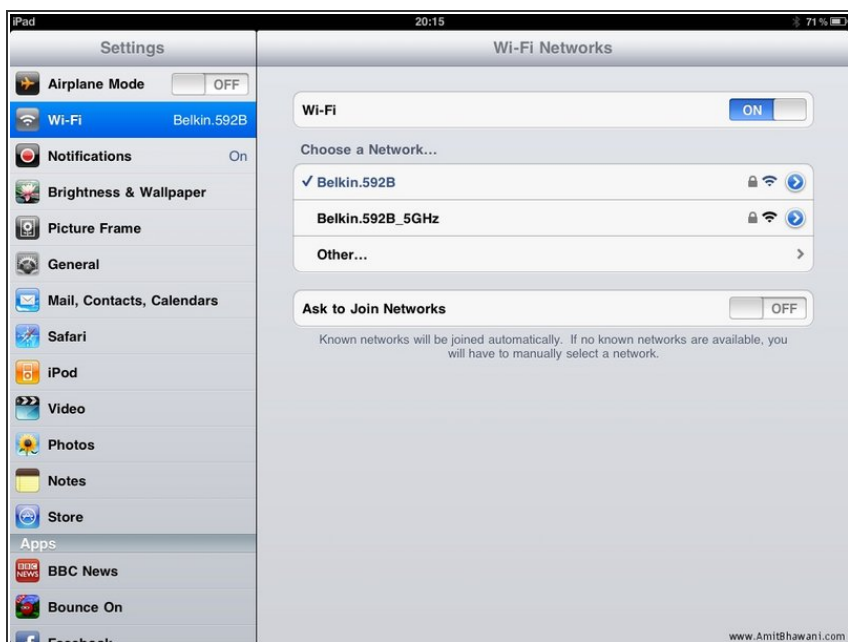 iPad 20:15 71%
Settings
Airplane Mode OFF
Wi-Fi Belkin.592B
Notifications On
Brightness & Wallpaper
Picture Frame
General
Mail, Contacts, Calendars
Safari
iPod
Video
Photos
Notes
Store
Apps
BBC NEWS BBC News
Bounce On
Facebook
Wi-Fi Networks
Wi-Fi ON
Choose a Network...
✓ Belkin.592B
Belkin.592B_5GHz
Other...
Ask to Join Networks OFF
Known networks will be joined automatically. If no known networks are available, you
will have to manually select a network.
www.AmitBhawani.com